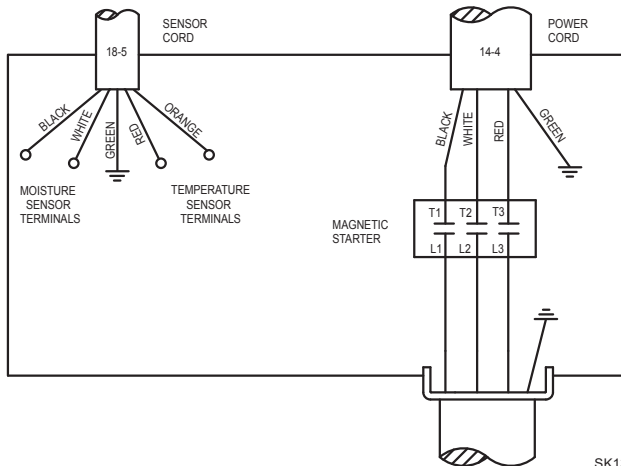 SENSOR
CORD
POWER
CORD
18-5
14-4
BLACK
WHITE
GREEN
RED
ORANGE
BLACK
WHITE
RED
GREEN
MOISTURE
SENSOR
TERMINALS
TEMPERATURE
SENSOR
TERMINALS
MAGNETIC
STARTER
T1 T2 T3
L1 L2 L3
SK1